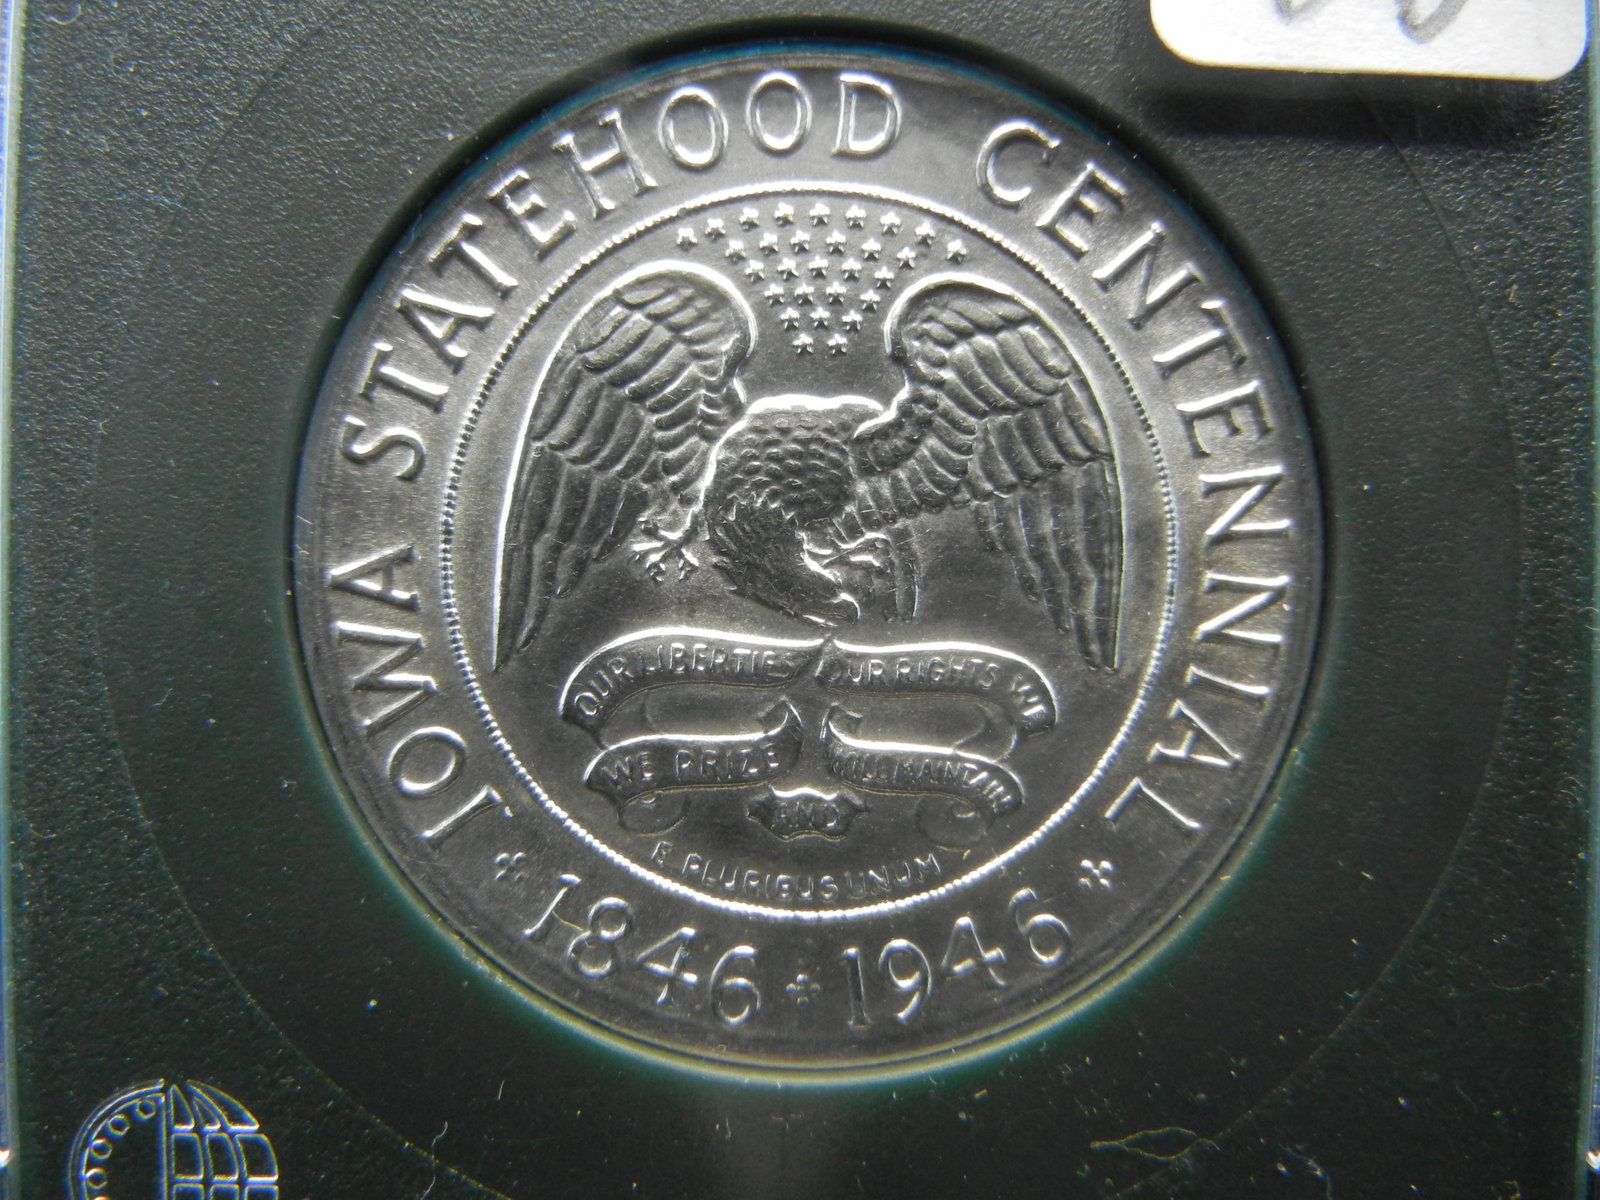 IOWA STATEHOOD CENTENNIAL
OUR LIBERTIES OUR RIGHTS WE
WE PRIZE WILL MAINTAIN
AND
E PLURIBUS UNUM
1846 1946